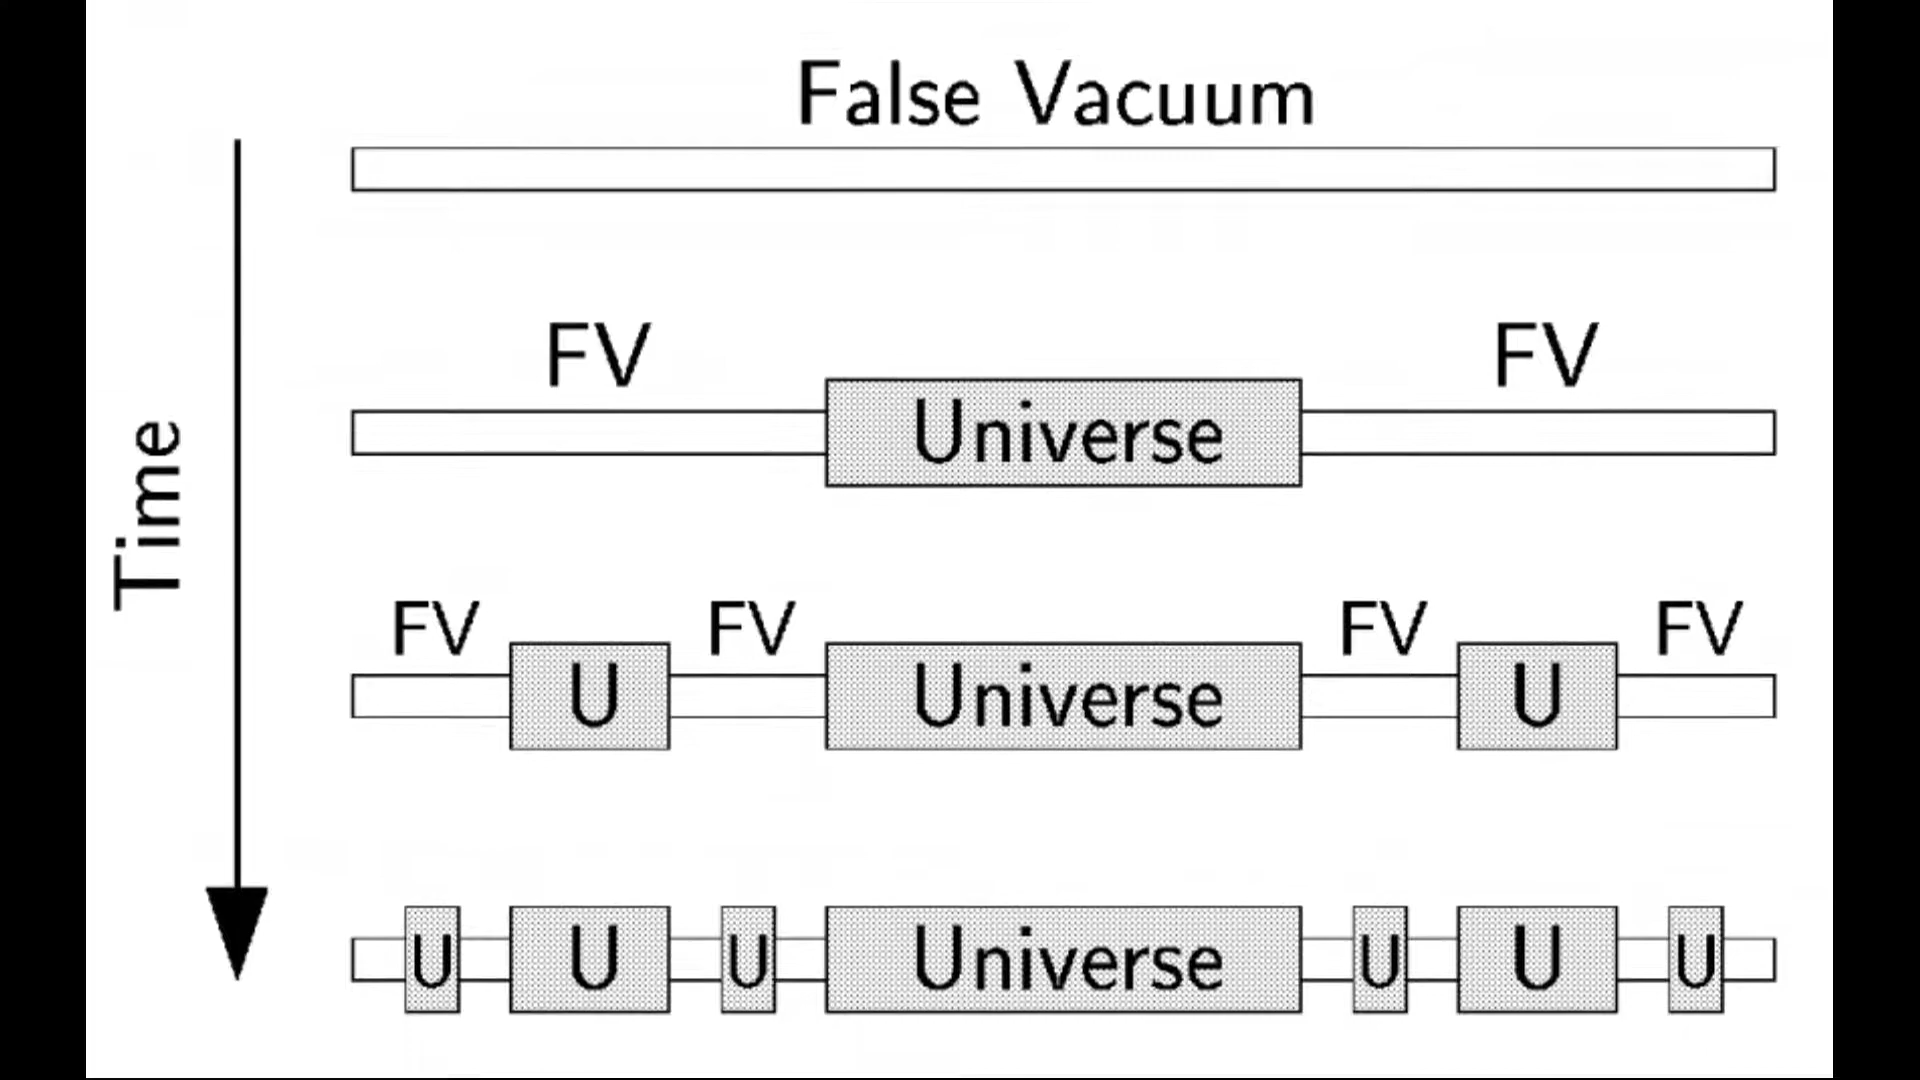 False Vacuum
Time
FV FV
Universe
FV FV FV FV
U Universe U
U U U Universe U U U